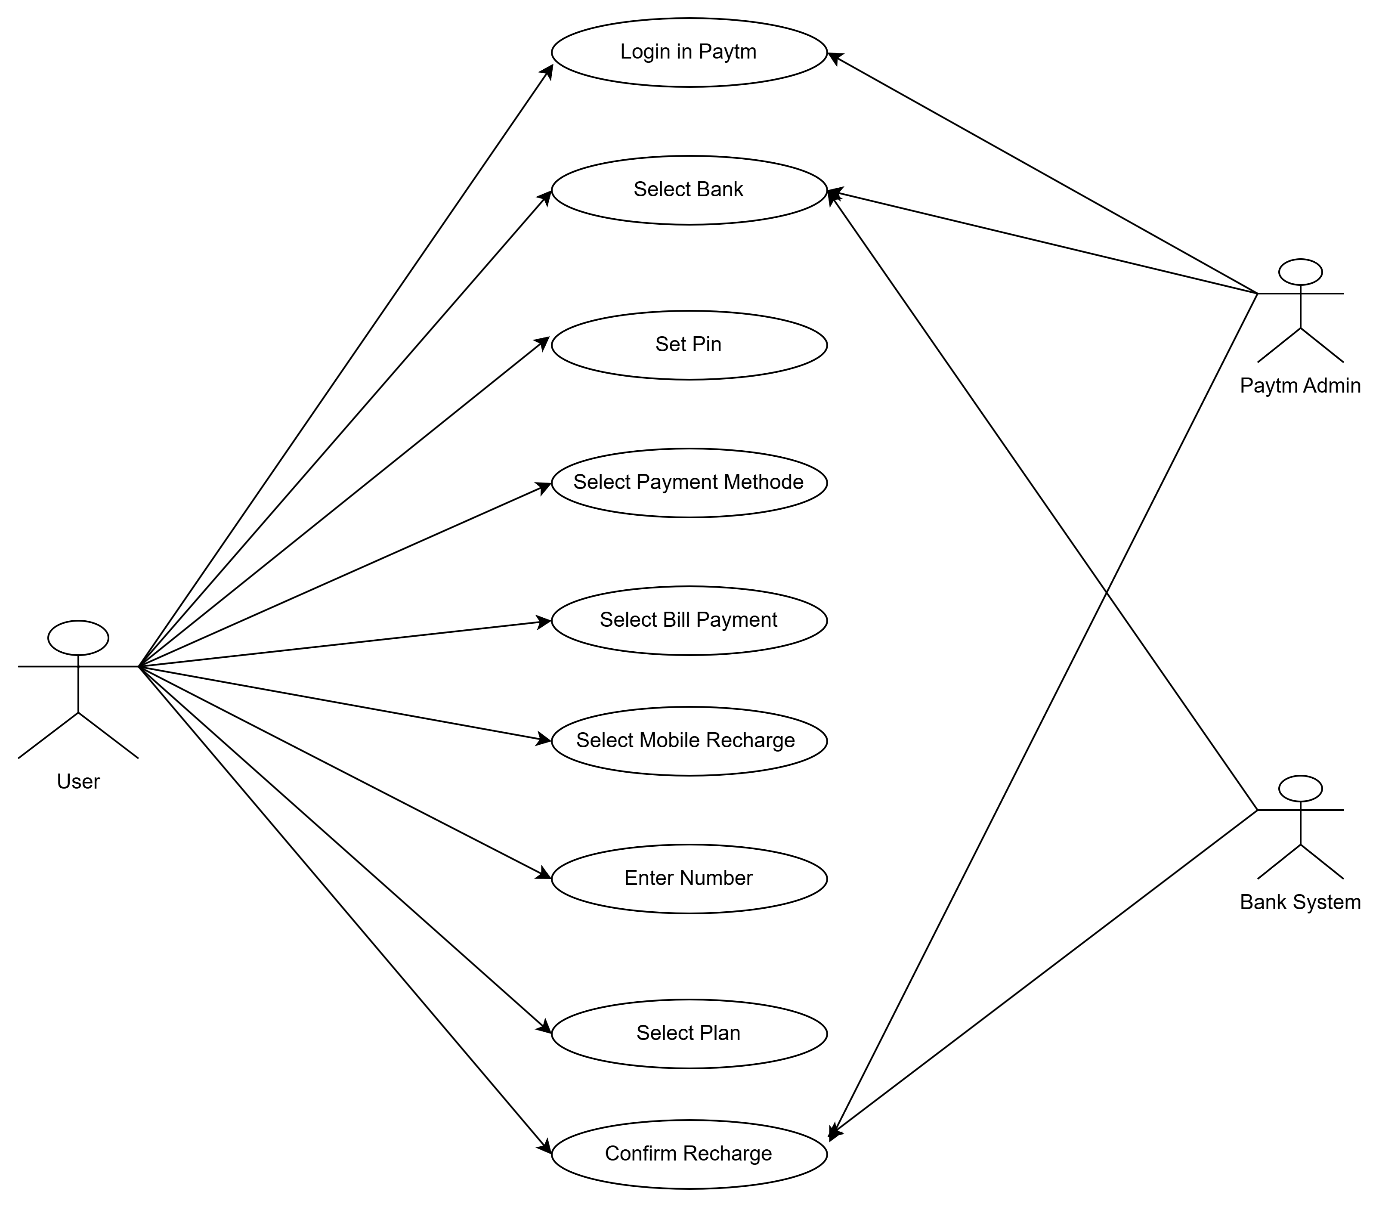 Login in Paytm
Select Bank
Set Pin
Paytm Admin
Select Payment Methode
Select Bill Payment
Select Mobile Recharge
User
Enter Number
Bank System
Select Plan
Confirm Recharge